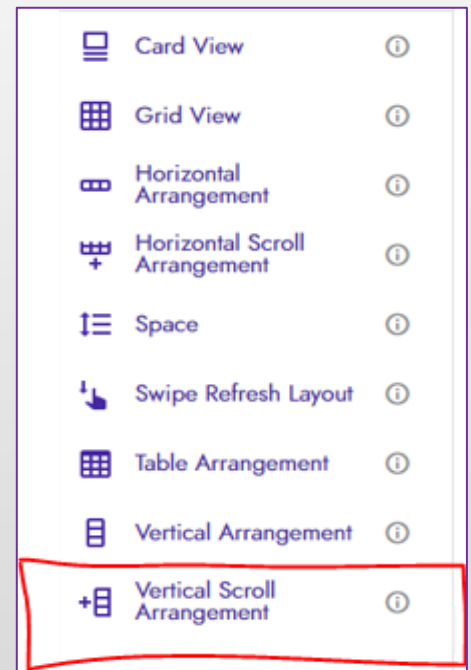 Card View
Grid View
Horizontal
Arrangement
Horizontal Scroll
Arrangement
Space
Swipe Refresh Layout
Table Arrangement
Vertical Arrangement
Vertical Scroll
Arrangement